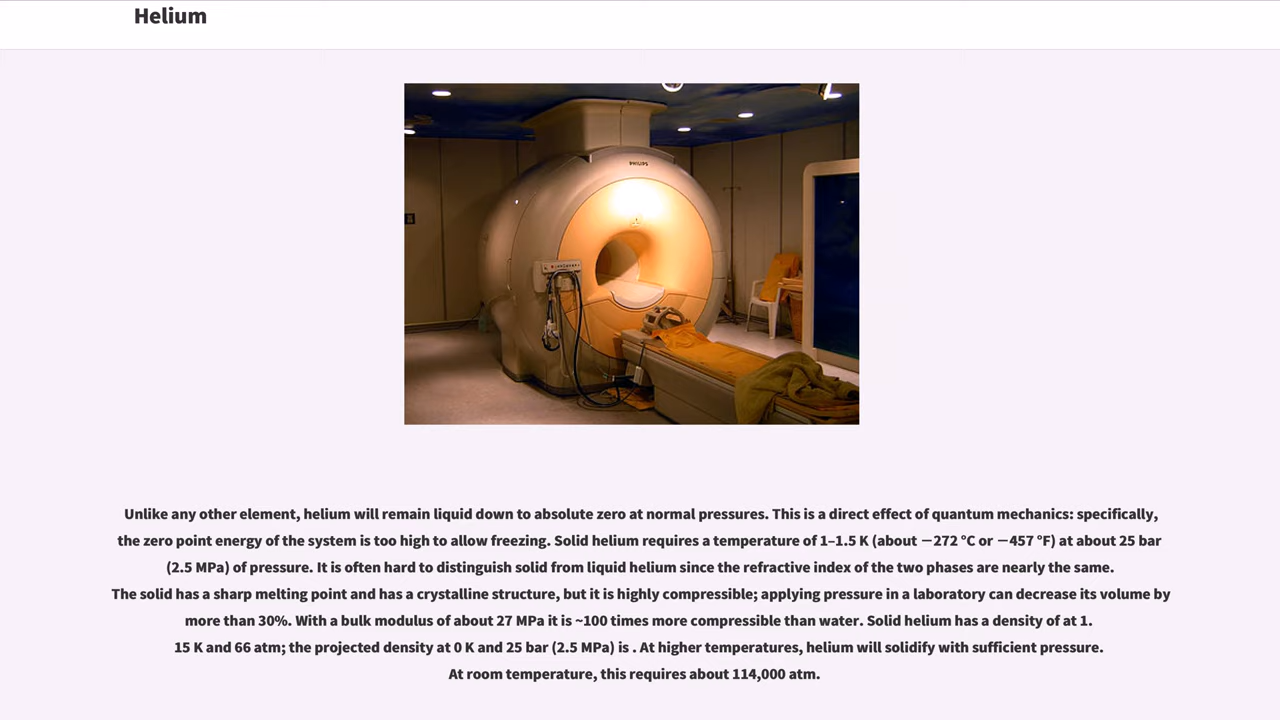 Helium
PHILIPS
Unlike any other element, helium will remain liquid down to absolute zero at normal pressures. This is a direct effect of quantum mechanics: specifically,
the zero point energy of the system is too high to allow freezing. Solid helium requires a temperature of 1–1.5 K (about −272 °C or −457 °F) at about 25 bar
(2.5 MPa) of pressure. It is often hard to distinguish solid from liquid helium since the refractive index of the two phases are nearly the same.
The solid has a sharp melting point and has a crystalline structure, but it is highly compressible; applying pressure in a laboratory can decrease its volume by
more than 30%. With a bulk modulus of about 27 MPa it is ~100 times more compressible than water. Solid helium has a density of at 1.
15 K and 66 atm; the projected density at 0 K and 25 bar (2.5 MPa) is . At higher temperatures, helium will solidify with sufficient pressure.
At room temperature, this requires about 114,000 atm.